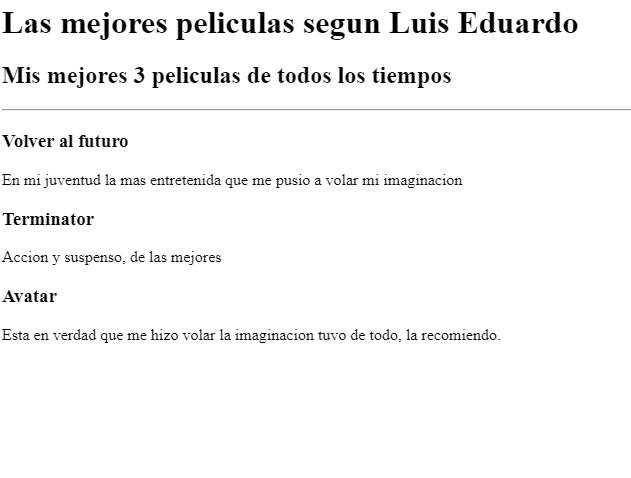 Las mejores peliculas segun Luis Eduardo
Mis mejores 3 peliculas de todos los tiempos
Volver al futuro
En mi juventud la mas entretenida que me pusio a volar mi imaginacion
Terminator
Accion y suspenso, de las mejores
Avatar
Esta en verdad que me hizo volar la imaginacion tuvo de todo, la recomiendo.